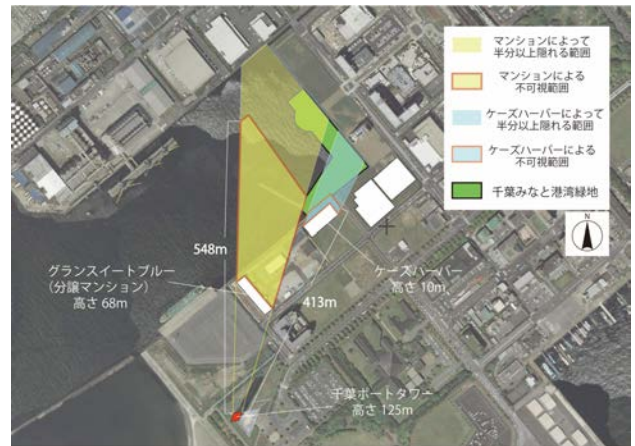 マンションによって
半分以上隠れる範囲
マンションによる
不可視範囲
ケーズハーバーによって
半分以上隠れる範囲
ケーズハーバーによる
不可視範囲
千葉みなと港湾緑地
N
548m
グランスイートブルー
(分譲マンション)
高さ 68m
413m
ケーズハーバー
高さ 10m
千葉ポートタワー
高さ 125m